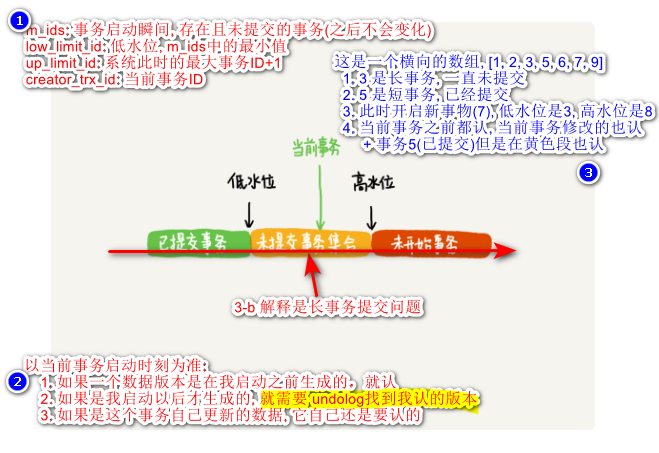 1
m_ids: 事务启动瞬间, 存在且未提交的事务(之后不会变化)
low_limit_id: 低水位, m_ids中的最小值
up_limit_id: 系统此时的最大事务ID+1
creator_trx_id: 当前事务ID
这是一个横向的数组, [1, 2, 3, 5, 6, 7, 9]
1. 3 是长事务, 一直未提交
2. 5 是短事务, 已经提交
3. 此时开启新事物(7), 低水位是3, 高水位是8
4. 当前事务之前都认, 当前事务修改的也认
+ 事务5(已提交)但是在黄色段也认
3
当前事务
低水位
高水位
已提交事务
未提交事务集合
未开始事务
3-b 解释是长事务提交问题
2
以当前事务启动时刻为准:
1. 如果一个数据版本是在我启动之前生成的。就认
2. 如果是我启动以后才生成的, 就需要,undolog找到我认的版本
3. 如果是这个事务自己更新的数据, 它自己还是要认的